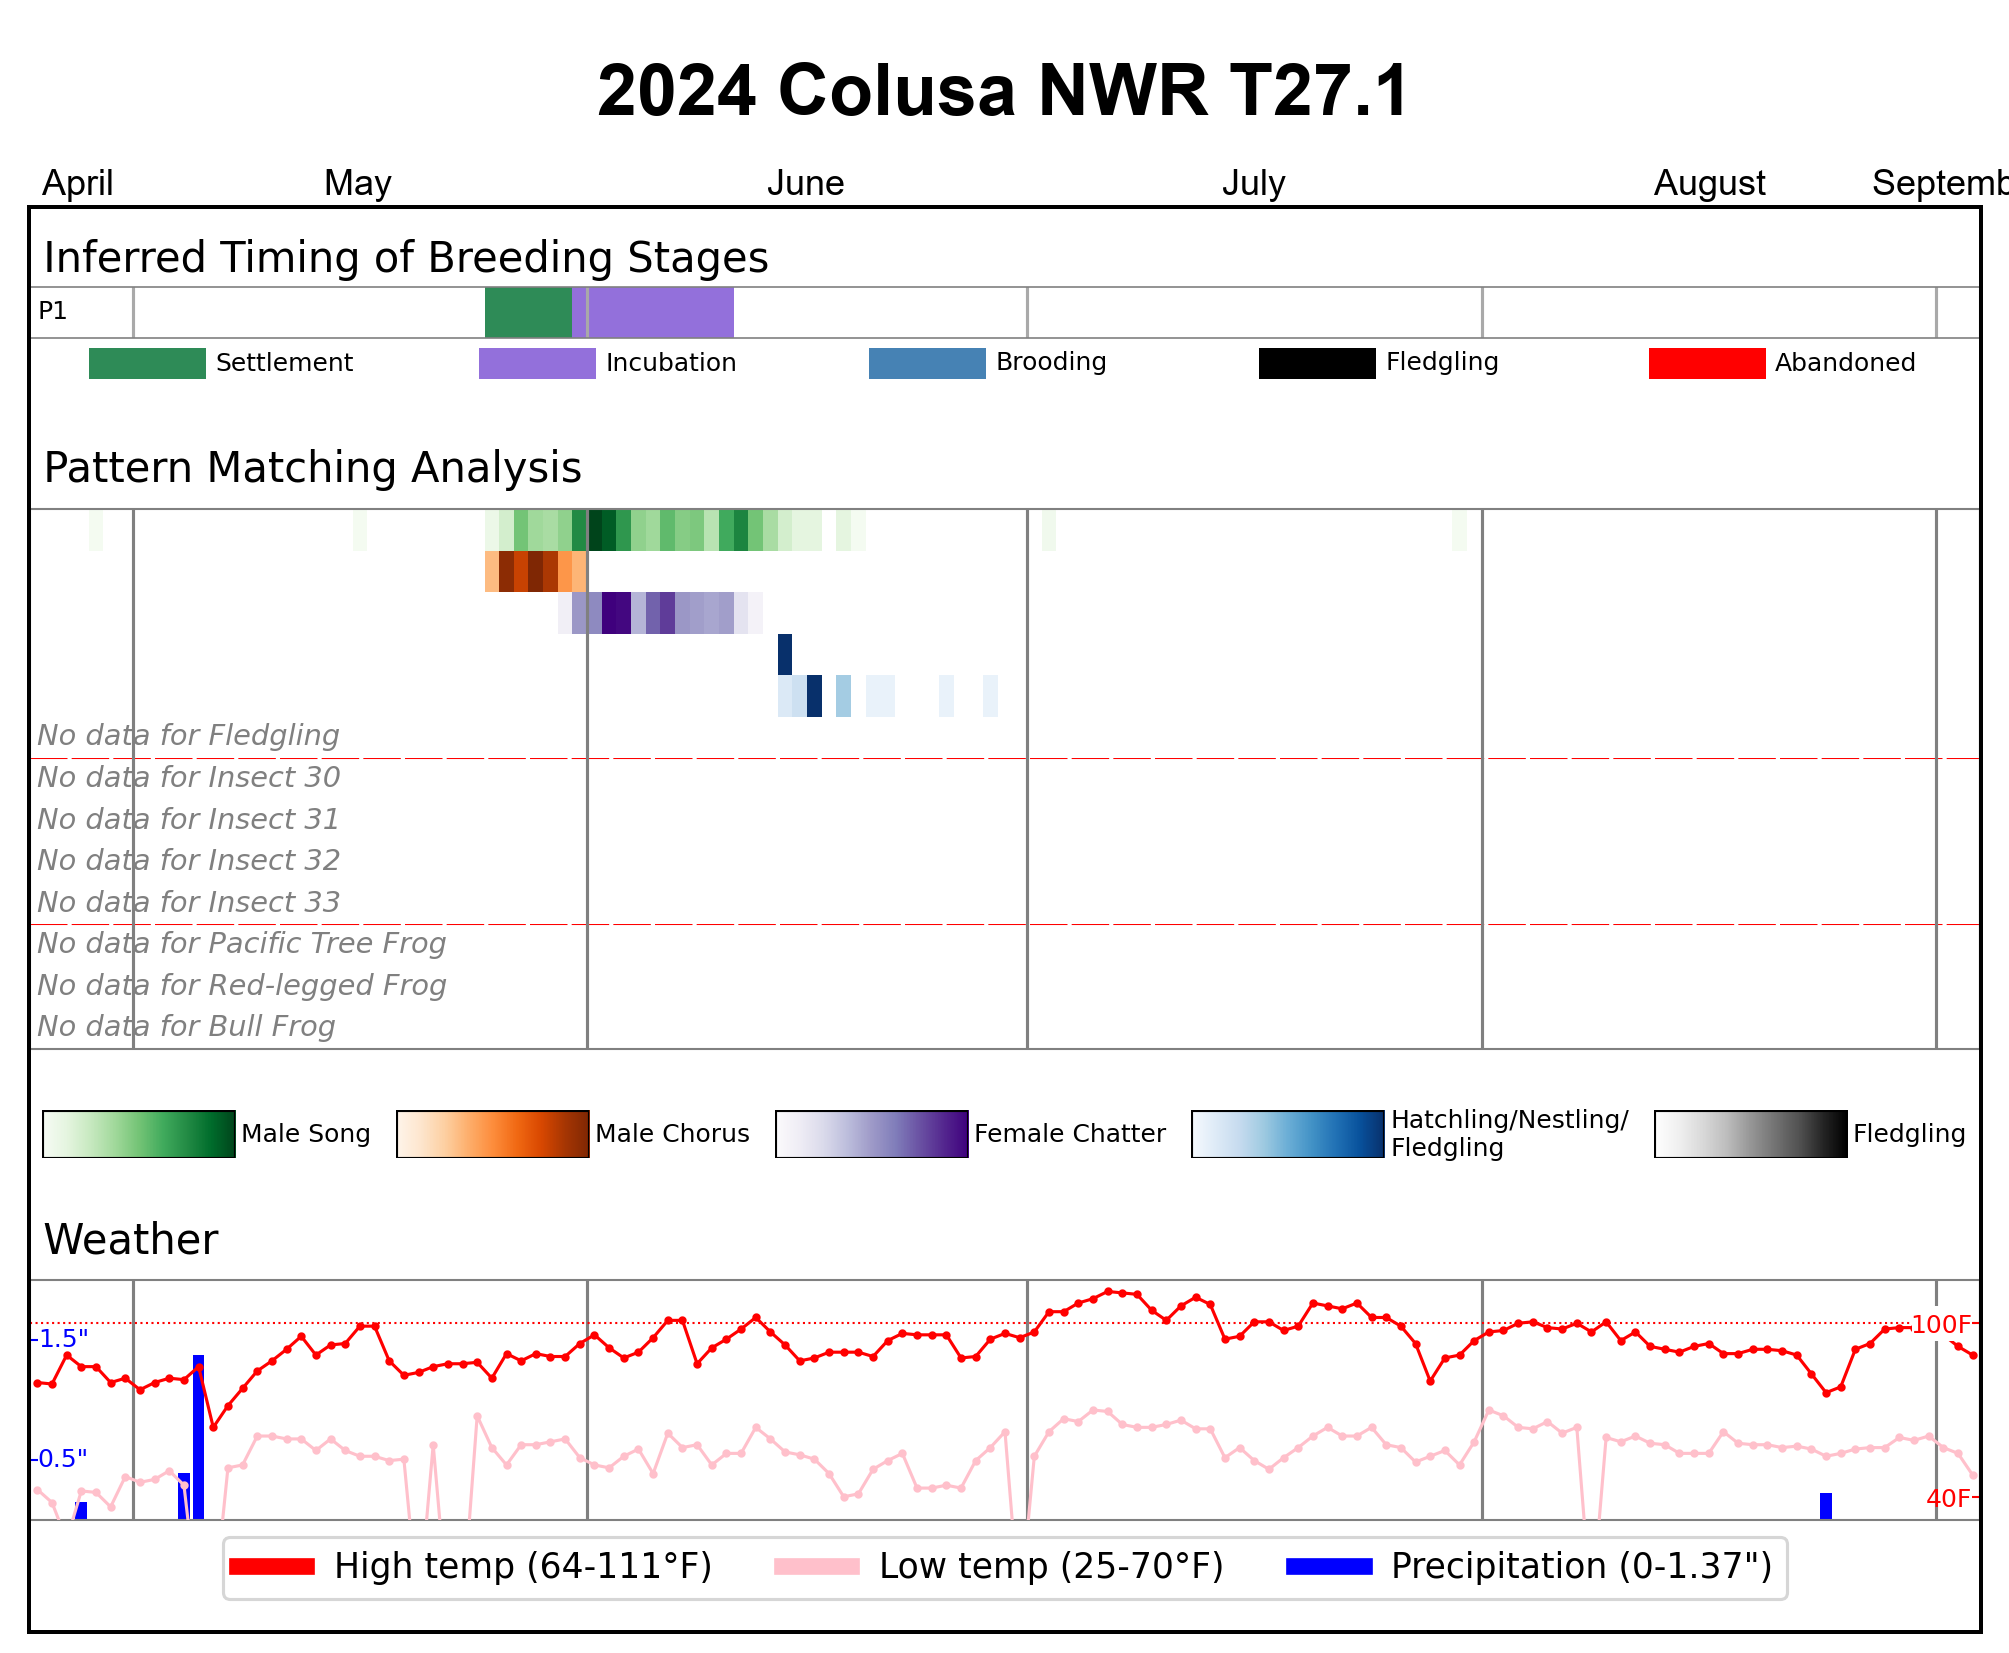 2024 Colusa NWR T27.1
April May June July August Septemb
Inferred Timing of Breeding Stages
P1
Settlement Incubation Brooding Fledgling Abandoned
Pattern Matching Analysis
No data for Fledgling
No data for Insect 30
No data for Insect 31
No data for Insect 32
No data for Insect 33
No data for Pacific Tree Frog
No data for Red-legged Frog
No data for Bull Frog
Male Song Male Chorus Female Chatter Hatchling/Nestling/
Fledgling Fledgling
Weather
1.5" 100F
0.5"
40F
High temp (64-111°F) Low temp (25-70°F) Precipitation (0-1.37")